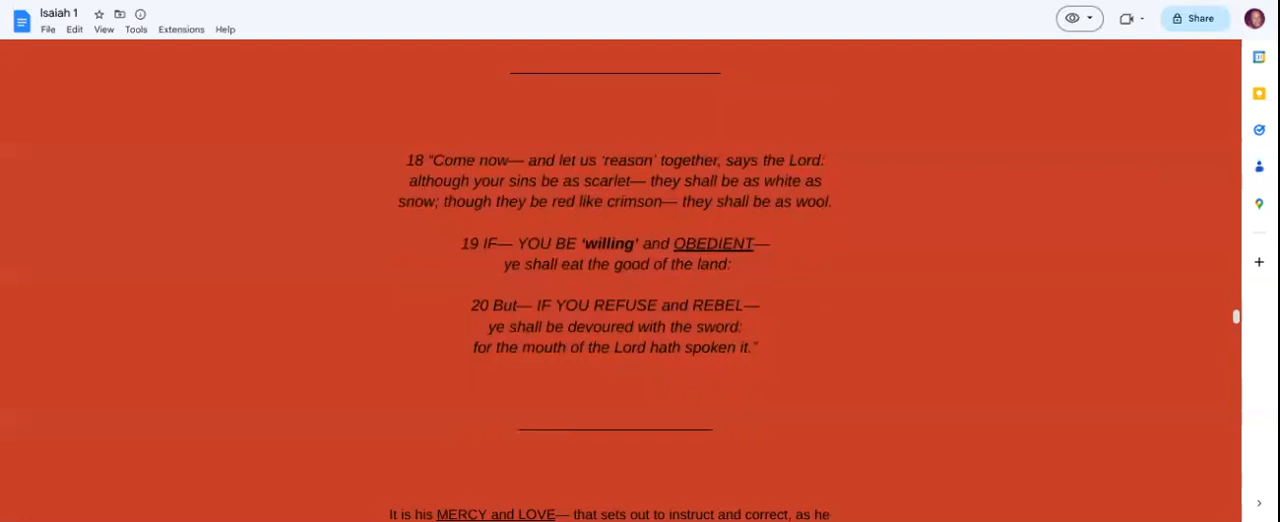 Isaiah 1
File Edit View Tools Extensions Help
Share
18 “Come now— and let us ‘reason’ together, says the Lord:
although your sins be as scarlet— they shall be as white as
snow; though they be red like crimson— they shall be as wool.
19 IF— YOU BE ‘willing’ and OBEDIENT—
ye shall eat the good of the land:
20 But— IF YOU REFUSE and REBEL—
ye shall be devoured with the sword:
for the mouth of the Lord hath spoken it.”
It is his MERCY and LOVE— that sets out to instruct and correct, as he